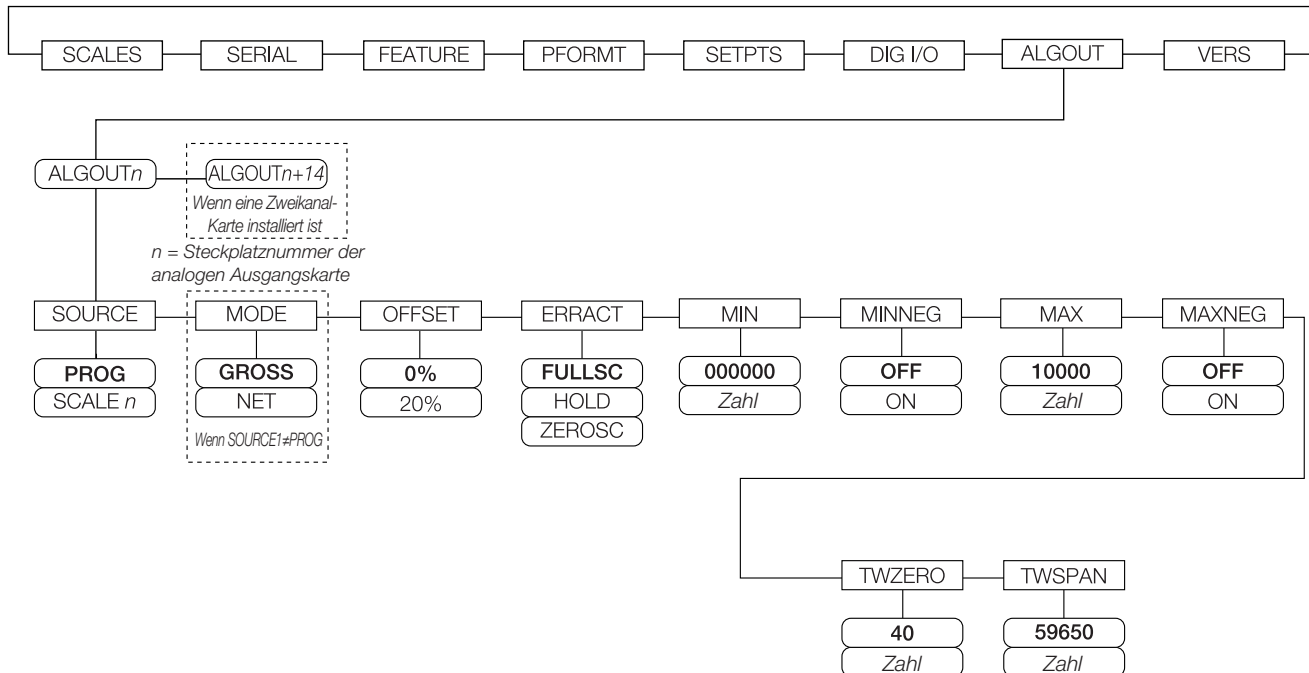 SCALES SERIAL FEATURE PFORMT SETPTS DIG I/O ALGOUT VERS
ALGOUTn ALGOUTn+14
Wenn eine Zweikanal-
Karte installiert ist
n = Steckplatznummer der
analogen Ausgangskarte
SOURCE MODE OFFSET ERRACT MIN MINNEG MAX MAXNEG
PROG GROSS 0% FULLSC 000000 OFF 10000 OFF
SCALE n NET 20% HOLD Zahl ON Zahl ON
Wenn SOURCE1≠PROG ZEROSC
TWZERO TWSPAN
40 59650
Zahl Zahl